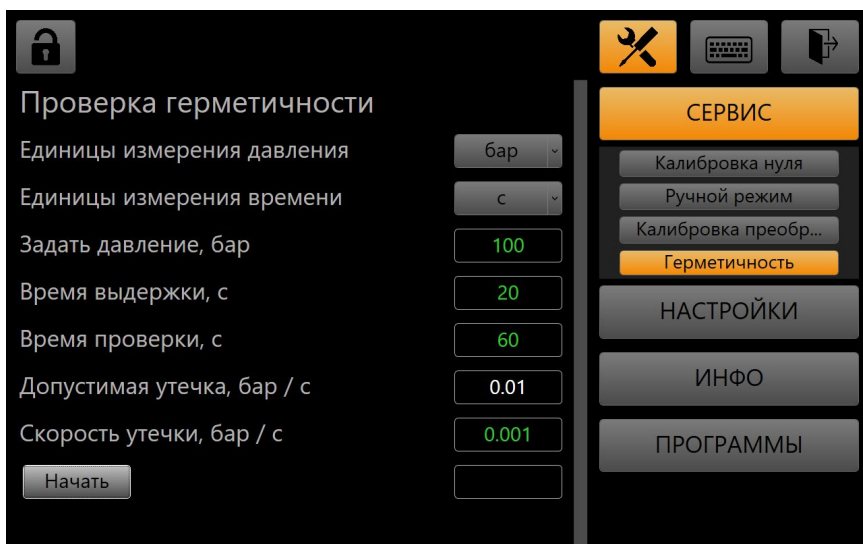 Проверка герметичности
Единицы измерения давления
бар
Единицы измерения времени
с
Задать давление, бар
100
Время выдержки, с
20
Время проверки, с
60
Допустимая утечка, бар / с
0.01
Скорость утечки, бар / с
0.001
Начать
СЕРВИС
Калибровка нуля
Ручной режим
Калибровка преобр...
Герметичность
НАСТРОЙКИ
ИНФО
ПРОГРАММЫ